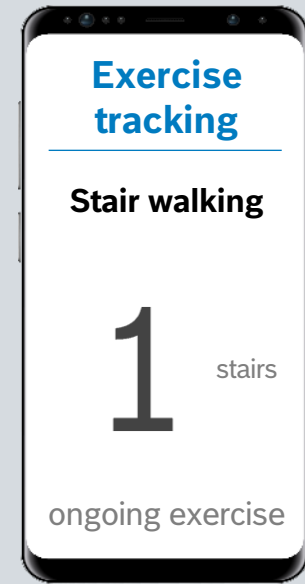 Exercise
tracking
Stair walking
1 stairs
ongoing exercise